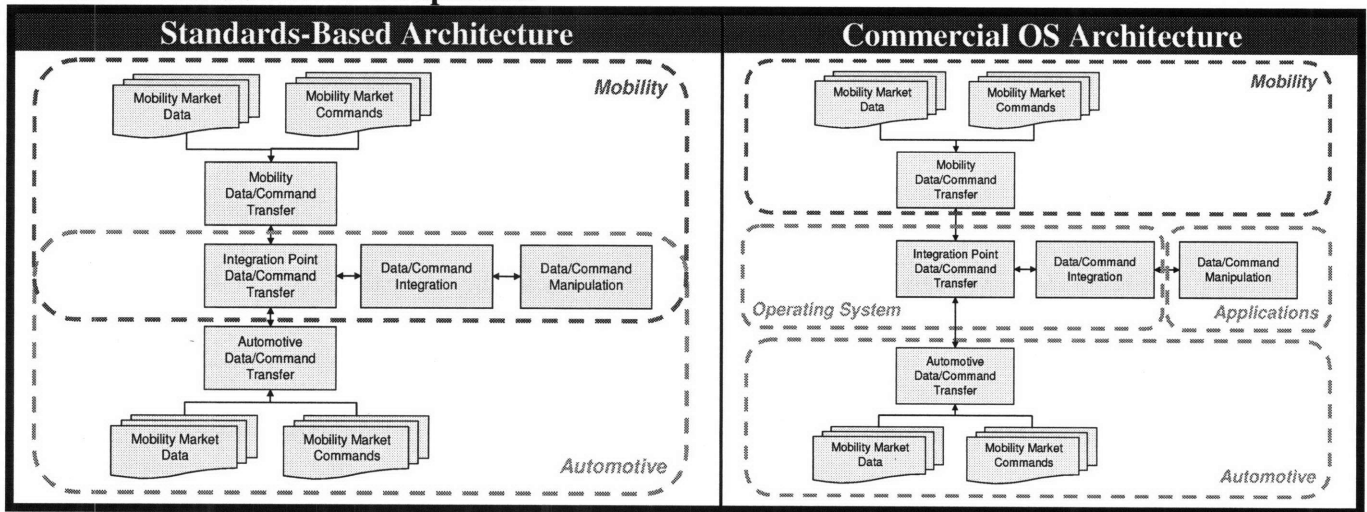 Standards-Based Architecture
Mobility Market
Data
Mobility Market
Commands
Mobility
Mobility
Data/Command
Transfer
Integration Point
Data/Command
Transfer
Data/Command
Integration
Data/Command
Manipulation
Automotive
Data/Command
Transfer
Mobility Market
Data
Mobility Market
Commands
Automotive
Commercial OS Architecture
Mobility Market
Data
Mobility Market
Commands
Mobility
Mobility
Data/Command
Transfer
Integration Point
Data/Command
Transfer
Data/Command
Integration
Data/Command
Manipulation
Operating System
Applications
Automotive
Data/Command
Transfer
Mobility Market
Data
Mobility Market
Commands
Automotive